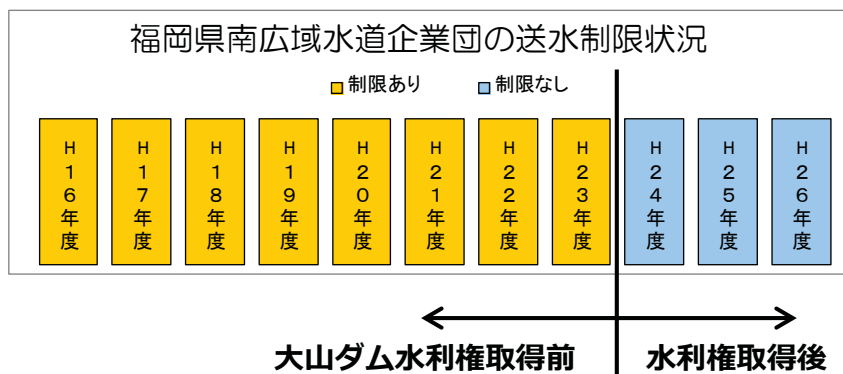 福岡県南広域水道企業団の送水制限状況
制限あり 制限なし
H16年度
H17年度
H18年度
H19年度
H20年度
H21年度
H22年度
H23年度
H24年度
H25年度
H26年度
大山ダム水利権取得前 水利権取得後